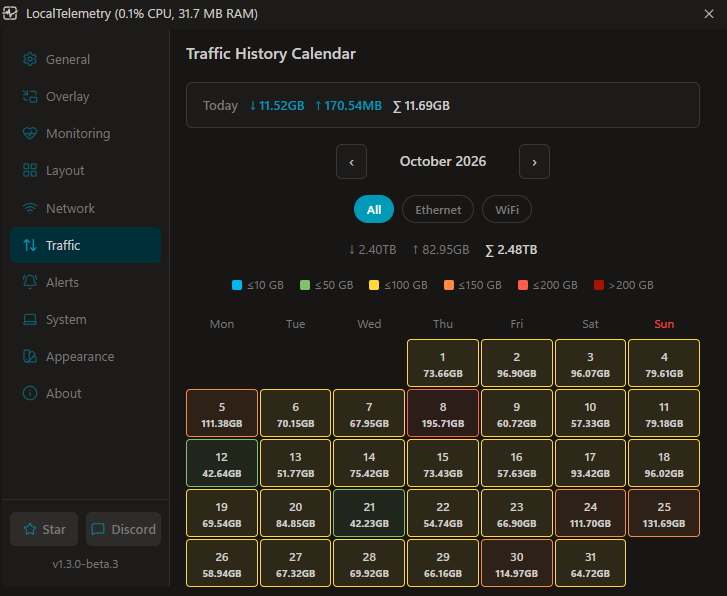 LocalTelemetry (0.1% CPU, 31.7 MB RAM)
General
Overlay
Monitoring
Layout
Network
Traffic
Alerts
System
Appearance
About
Star
Discord
v1.3.0-beta.3
Traffic History Calendar
Today ↓ 11.52GB ↑ 170.54MB ∑ 11.69GB
‹ October 2026 ›
All Ethernet WiFi
↓ 2.40TB ↑ 82.95GB ∑ 2.48TB
≤10 GB ≤50 GB ≤100 GB ≤150 GB ≤200 GB >200 GB
Mon Tue Wed Thu Fri Sat Sun
1 2 3 4
73.66GB 96.90GB 96.07GB 79.61GB
5 6 7 8 9 10 11
111.38GB 70.15GB 67.95GB 195.71GB 60.72GB 57.33GB 79.18GB
12 13 14 15 16 17 18
42.64GB 51.77GB 75.42GB 73.43GB 57.63GB 93.42GB 96.02GB
19 20 21 22 23 24 25
69.54GB 84.85GB 42.23GB 54.74GB 66.90GB 111.70GB 131.69GB
26 27 28 29 30 31
58.94GB 67.32GB 69.92GB 66.16GB 114.97GB 64.72GB